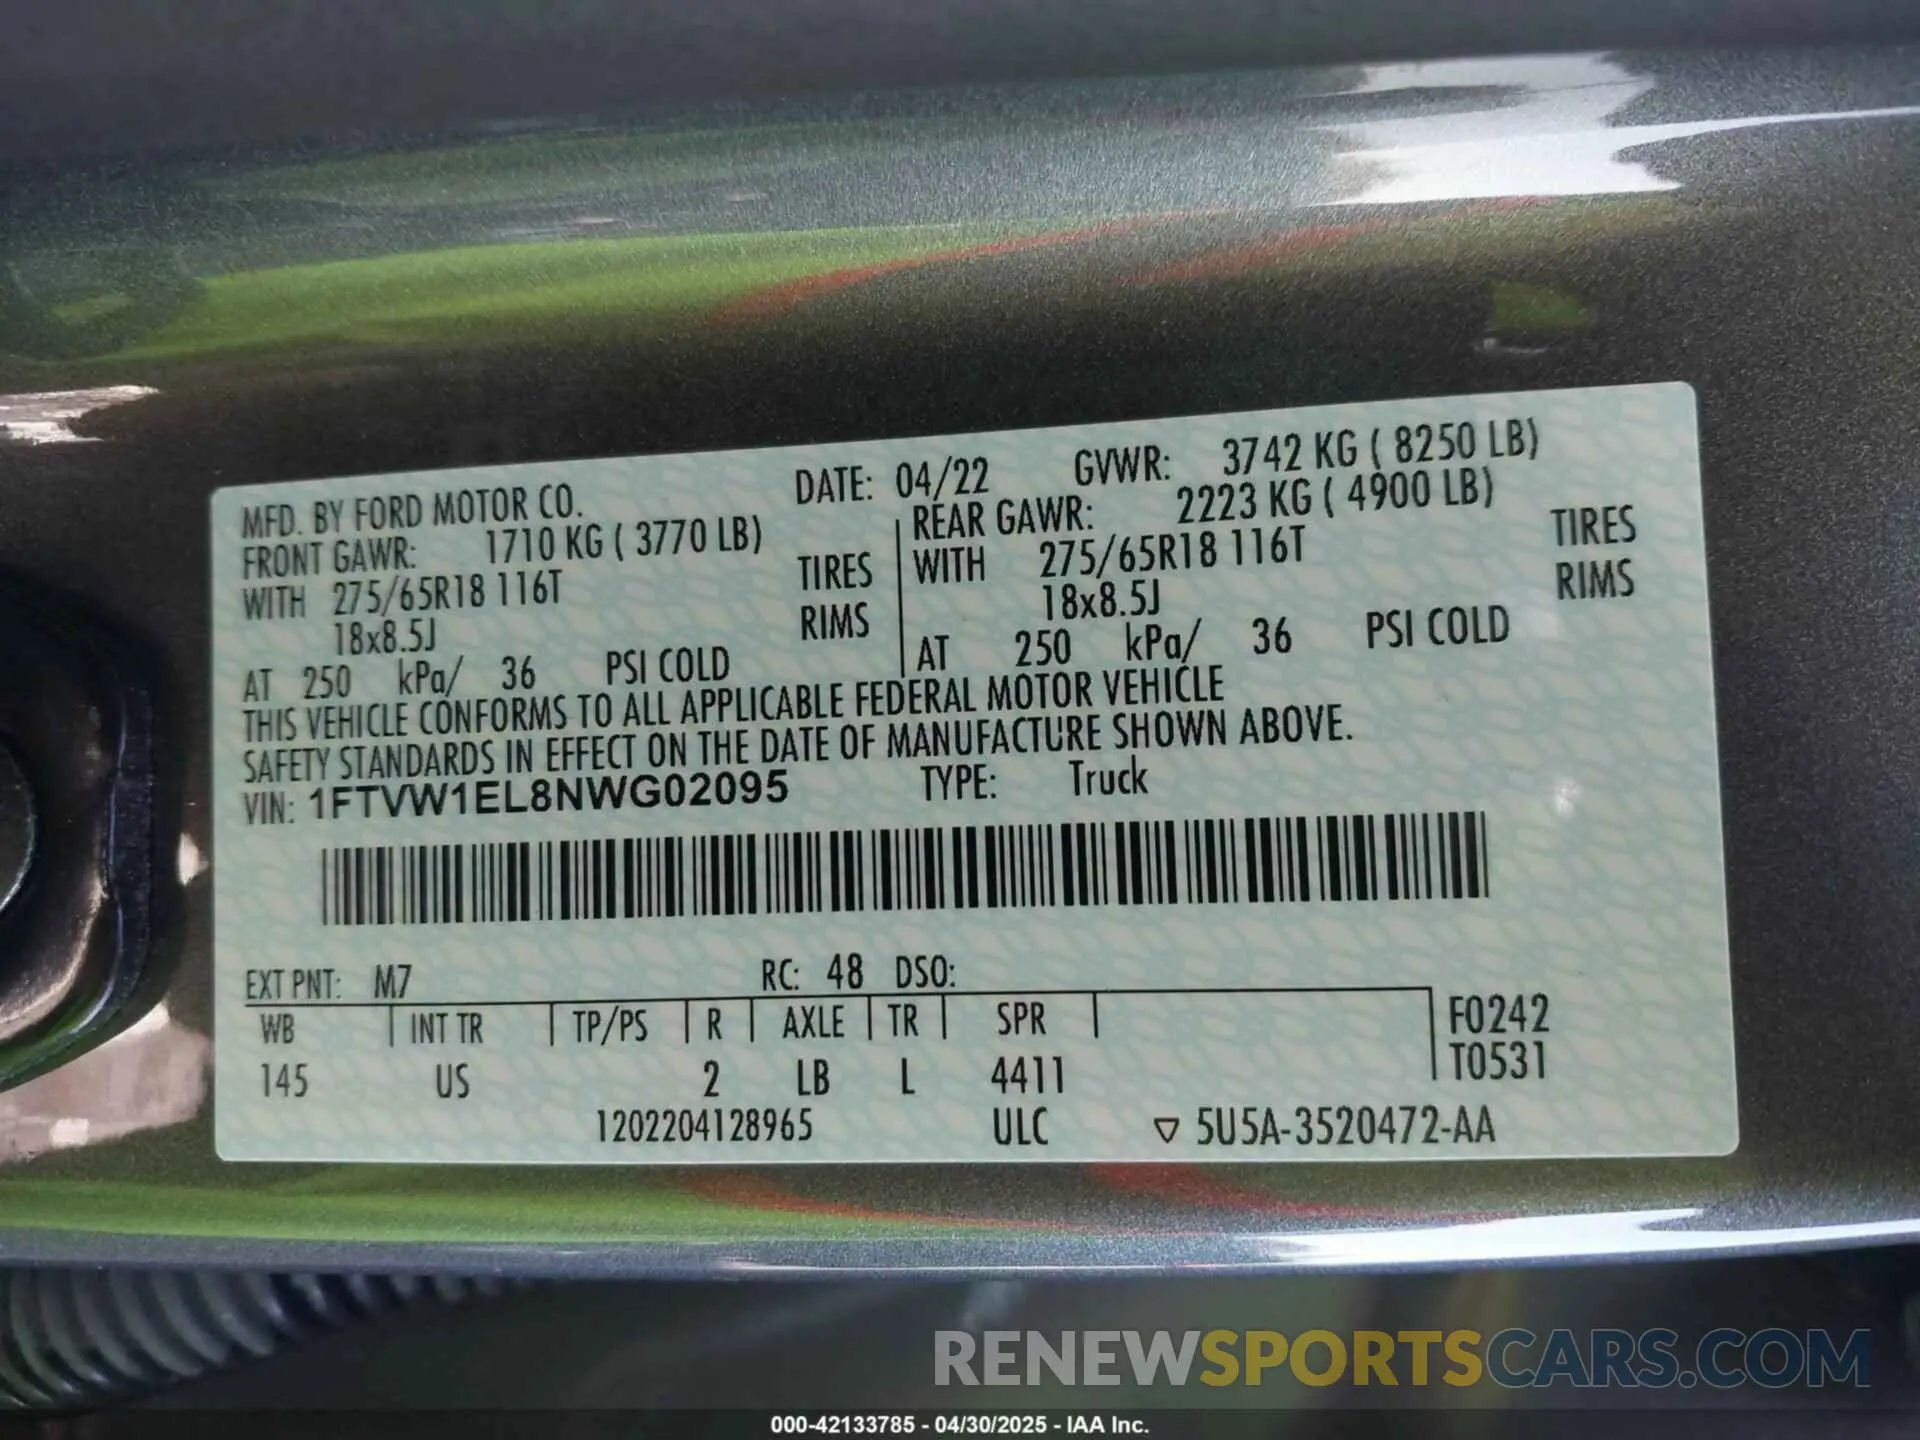 MFD. BY FORD MOTOR CO. DATE: 04/22 GVWR: 3742 KG ( 8250 LB)
FRONT GAWR: 1710 KG ( 3770 LB) REAR GAWR: 2223 KG ( 4900 LB)
WITH 275/65R18 116T TIRES WITH 275/65R18 116T TIRES
18x8.5J RIMS 18x8.5J RIMS
AT 250 kPa/ 36 PSI COLD AT 250 kPa/ 36 PSI COLD
THIS VEHICLE CONFORMS TO ALL APPLICABLE FEDERAL MOTOR VEHICLE
SAFETY STANDARDS IN EFFECT ON THE DATE OF MANUFACTURE SHOWN ABOVE.
VIN: 1FTVW1EL8NWG02095 TYPE: Truck
EXT PNT: M7 RC: 48 DSO:
WB INT TR TP/PS R AXLE TR SPR F0242
145 US 2 LB L 4411 T0531
1202204128965 ULC ▽ 5U5A-3520472-AA
RENEWSPORTSCARS.COM
000-42133785 - 04/30/2025 - IAA Inc.